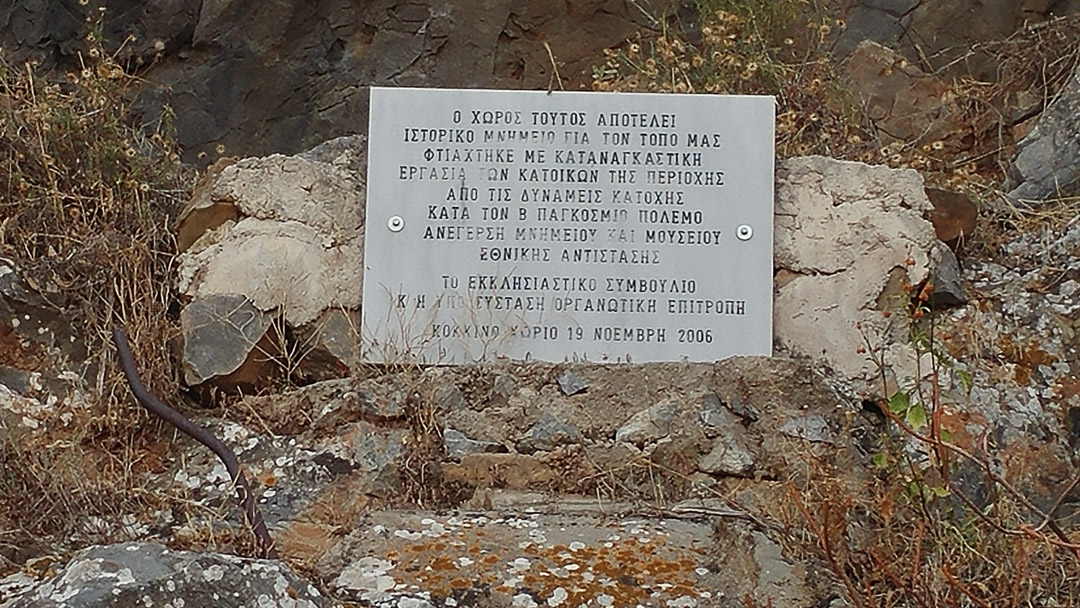 Ο ΧΩΡΟΣ ΤΟΥΤΟΣ ΑΠΟΤΕΛΕΙ
ΙΣΤΟΡΙΚΟ ΜΝΗΜΕΙΟ ΓΙΑ ΤΟΝ ΤΟΠΟ ΜΑΣ
ΦΤΙΑΧΤΗΚΕ ΜΕ ΚΑΤΑΝΑΓΚΑΣΤΙΚΗ
ΕΡΓΑΣΙΑ ΤΩΝ ΚΑΤΟΙΚΩΝ ΤΗΣ ΠΕΡΙΟΧΗΣ
ΑΠΟ ΤΙΣ ΔΥΝΑΜΕΙΣ ΚΑΤΟΧΗΣ
ΚΑΤΑ ΤΟΝ Β ΠΑΓΚΟΣΜΙΟ ΠΟΛΕΜΟ
ΑΝΕΓΕΡΣΗ ΜΝΗΜΕΙΟΥ ΚΑΙ ΜΟΥΣΕΙΟΥ
ΕΘΝΙΚΗΣ ΑΝΤΙΣΤΑΣΗΣ
ΤΟ ΕΚΚΛΗΣΙΑΣΤΙΚΟ ΣΥΜΒΟΥΛΙΟ
Η ΥΠΟ ΣΥΣΤΑΣΗ ΟΡΓΑΝΩΤΙΚΗ ΕΠΙΤΡΟΠΗ
ΚΟΚΚΙΝΟ ΧΩΡΙΟ 19 ΝΟΕΜΒΡΗ 2006